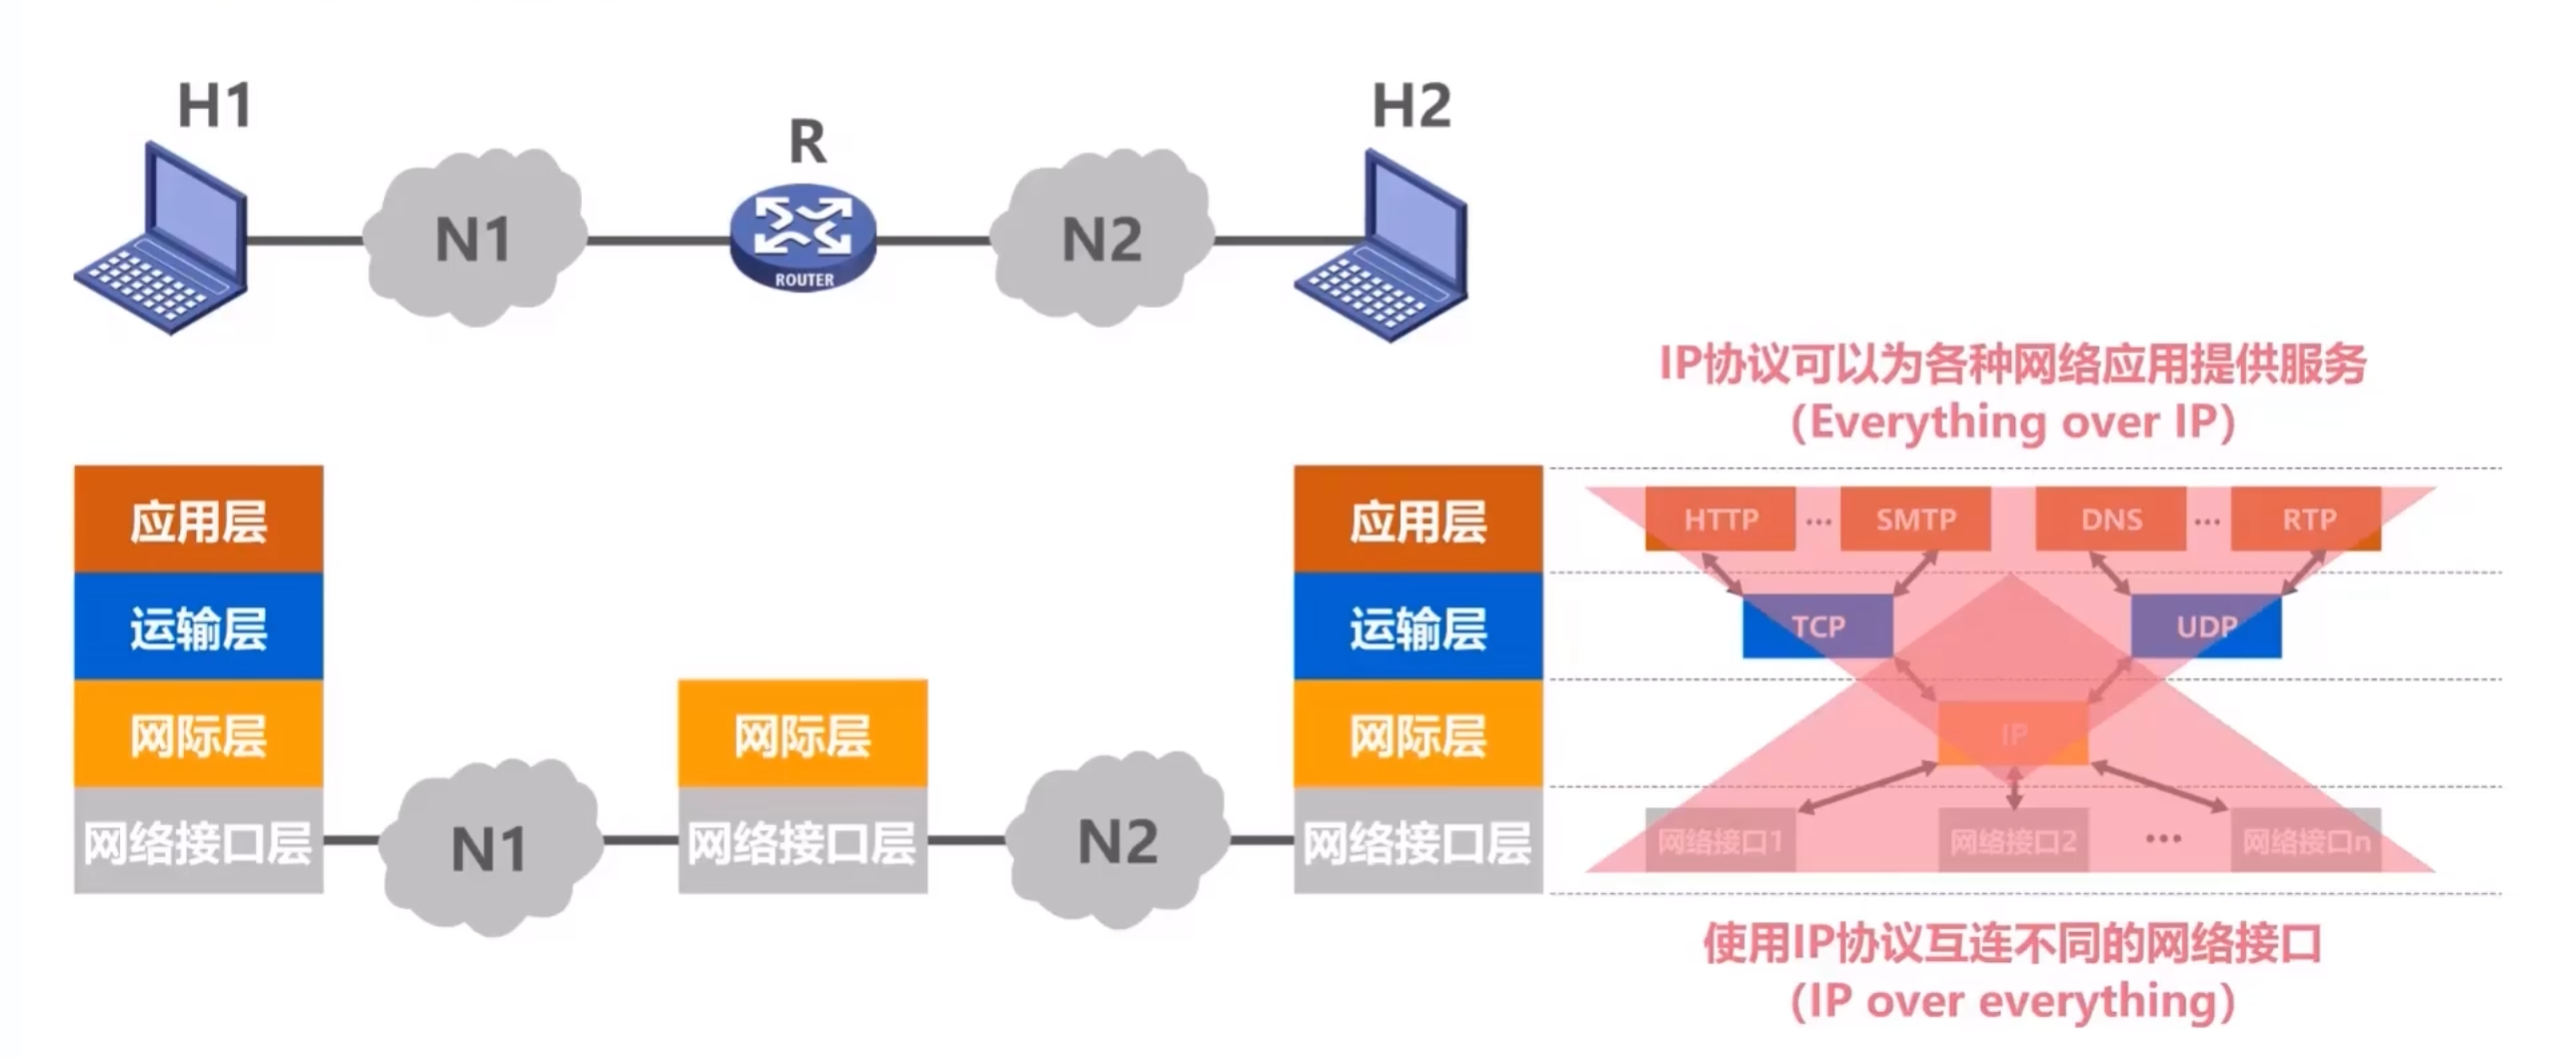 H1
R
H2
N1
ROUTER
N2
IP协议可以为各种网络应用提供服务
（Everything over IP）
应用层
运输层
网际层
网络接口层
N1
网际层
网络接口层
N2
应用层
运输层
网际层
网络接口层
HTTP ... SMTP DNS ... RTP
TCP UDP
IP
网络接口1 网络接口2 ... 网络接口n
使用IP协议互连不同的网络接口
（IP over everything）